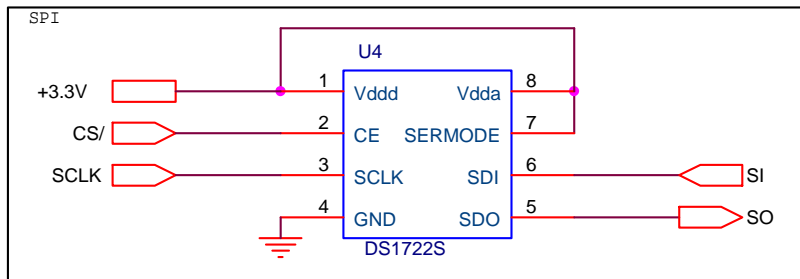 SPI
U4
+3.3V 1 Vddd Vdda 8
CS/ 2 CE SERMODE 7
SCLK 3 SCLK SDI 6 SI
4 GND SDO 5 SO
DS1722S